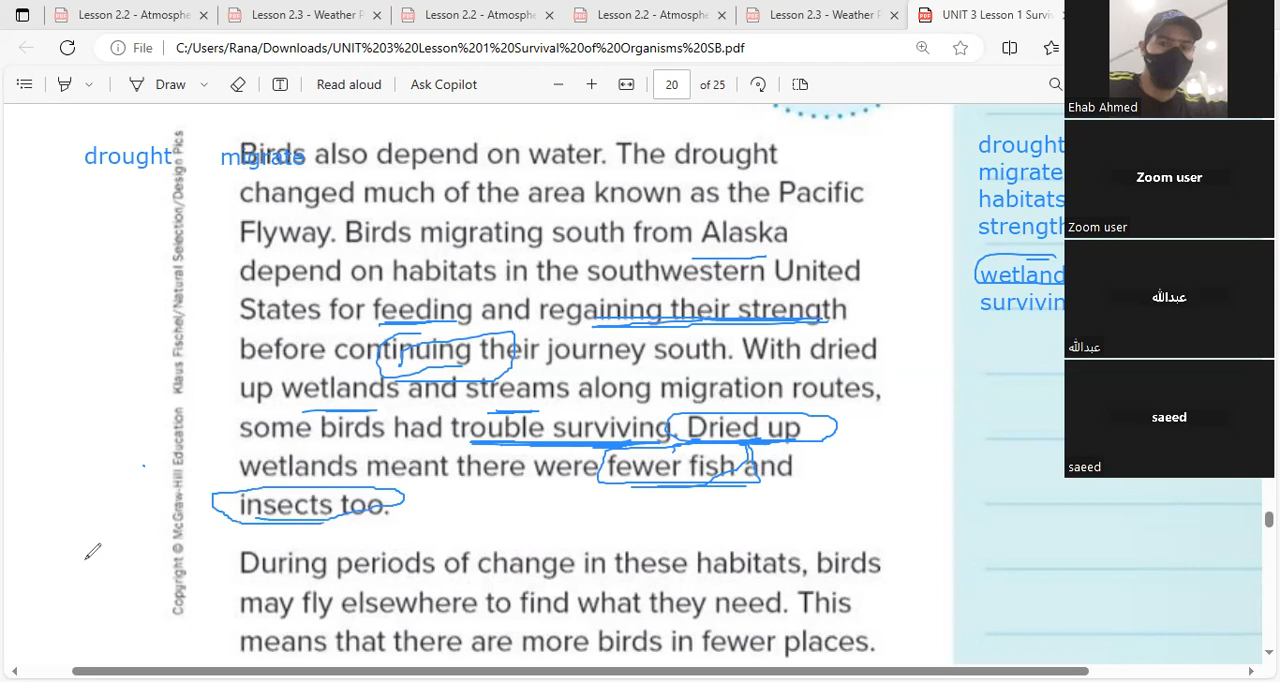 Lesson 2.2 - Atmosphe
Lesson 2.3 - Weather P
Lesson 2.2 - Atmosph
Lesson 2.2 - Atmosphe
Lesson 2.3 - Weather P
UNIT 3 Lesson 1 Surviv
File
C:/Users/Rana/Downloads/UNIT%203%20Lesson%201%20Survival%20of%20Organisms%20SB.pdf
Draw
Read aloud
Ask Copilot
20
of 25
drought
migrate
Birds also depend on water. The drought
changed much of the area known as the Pacific
Flyway. Birds migrating south from Alaska
depend on habitats in the southwestern United
States for feeding and regaining their strength
before continuing their journey south. With dried
up wetlands and streams along migration routes,
some birds had trouble surviving. Dried up
wetlands meant there were fewer fish and
insects too.
During periods of change in these habitats, birds
may fly elsewhere to find what they need. This
means that there are more birds in fewer places.
Copyright © McGraw-Hill Education Klaus Fischel/Natural Selection/Design Pics
drought
migrate
habitats
strength
wetland
survivin
Ehab Ahmed
Zoom user
Zoom user
عبدالله
عبدالله
saeed
saeed